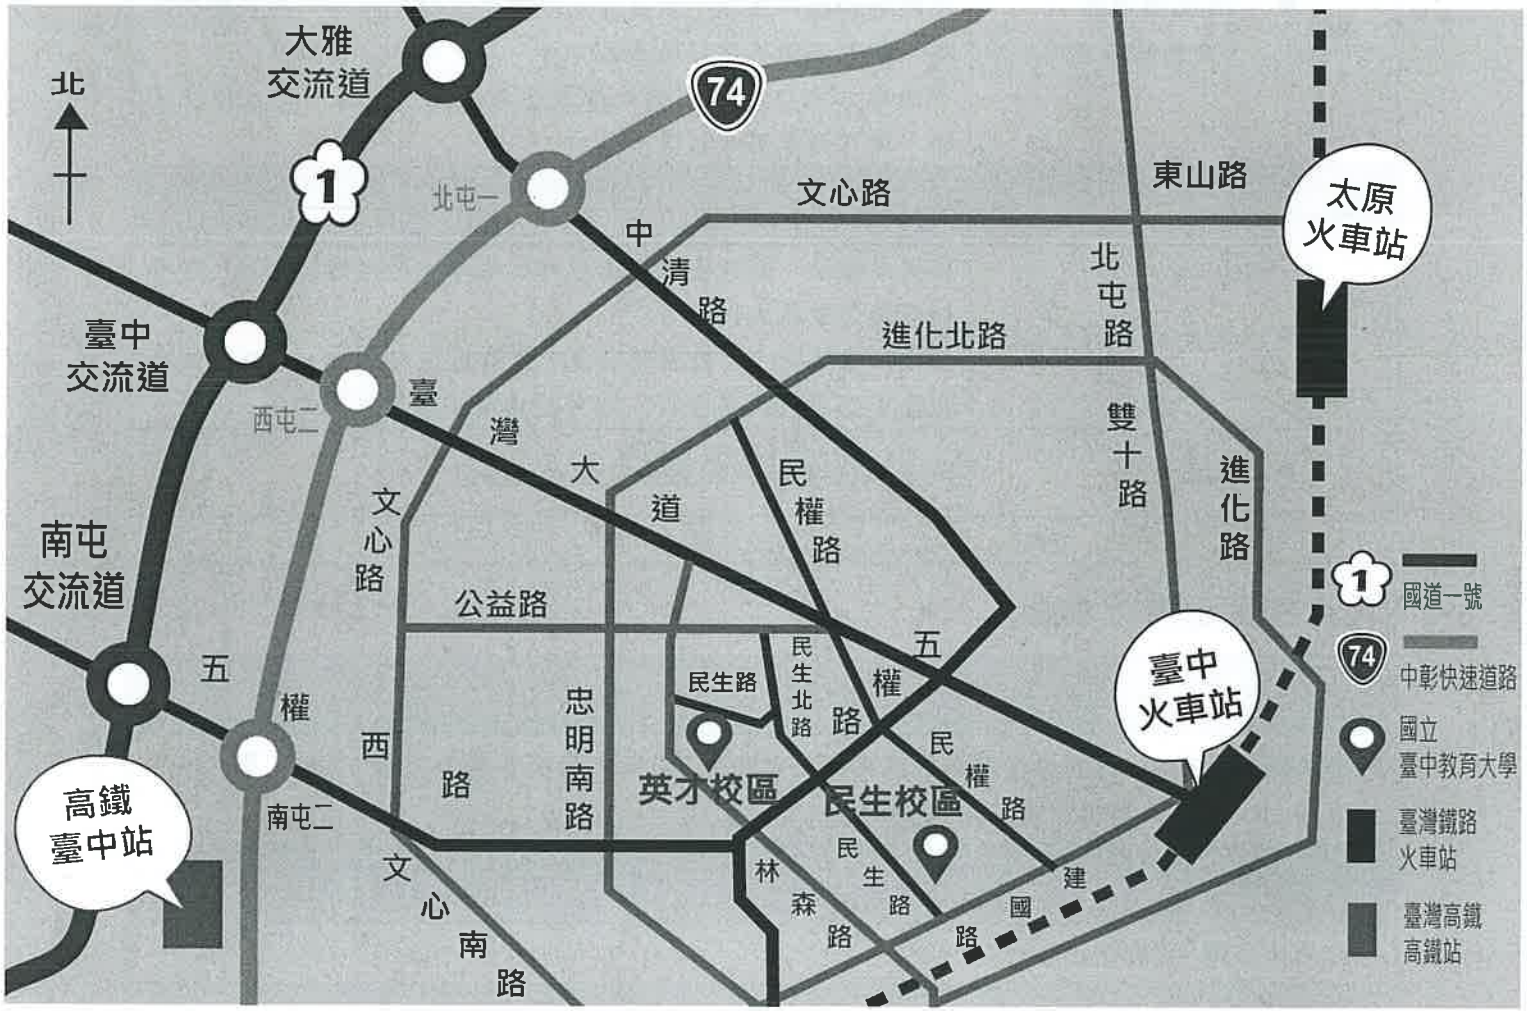 北
大雅
交流道
74
1
北屯一
中清路
文心路
東山路
太原
火車站
北屯路
進化北路
臺中
交流道
西屯二
臺灣大道
文心路
民權路
雙十路
進化路
南屯
交流道
公益路
五權西路
民生路
民生北路
五權路
忠明南路
英才校區
民生校區
民權路
臺中
火車站
高鐵
臺中站
南屯二
文心南路
林森路
民生路
建國路
1
國道一號
74
中彰快速道路
國立
臺中教育大學
臺灣鐵路
火車站
臺灣高鐵
高鐵站